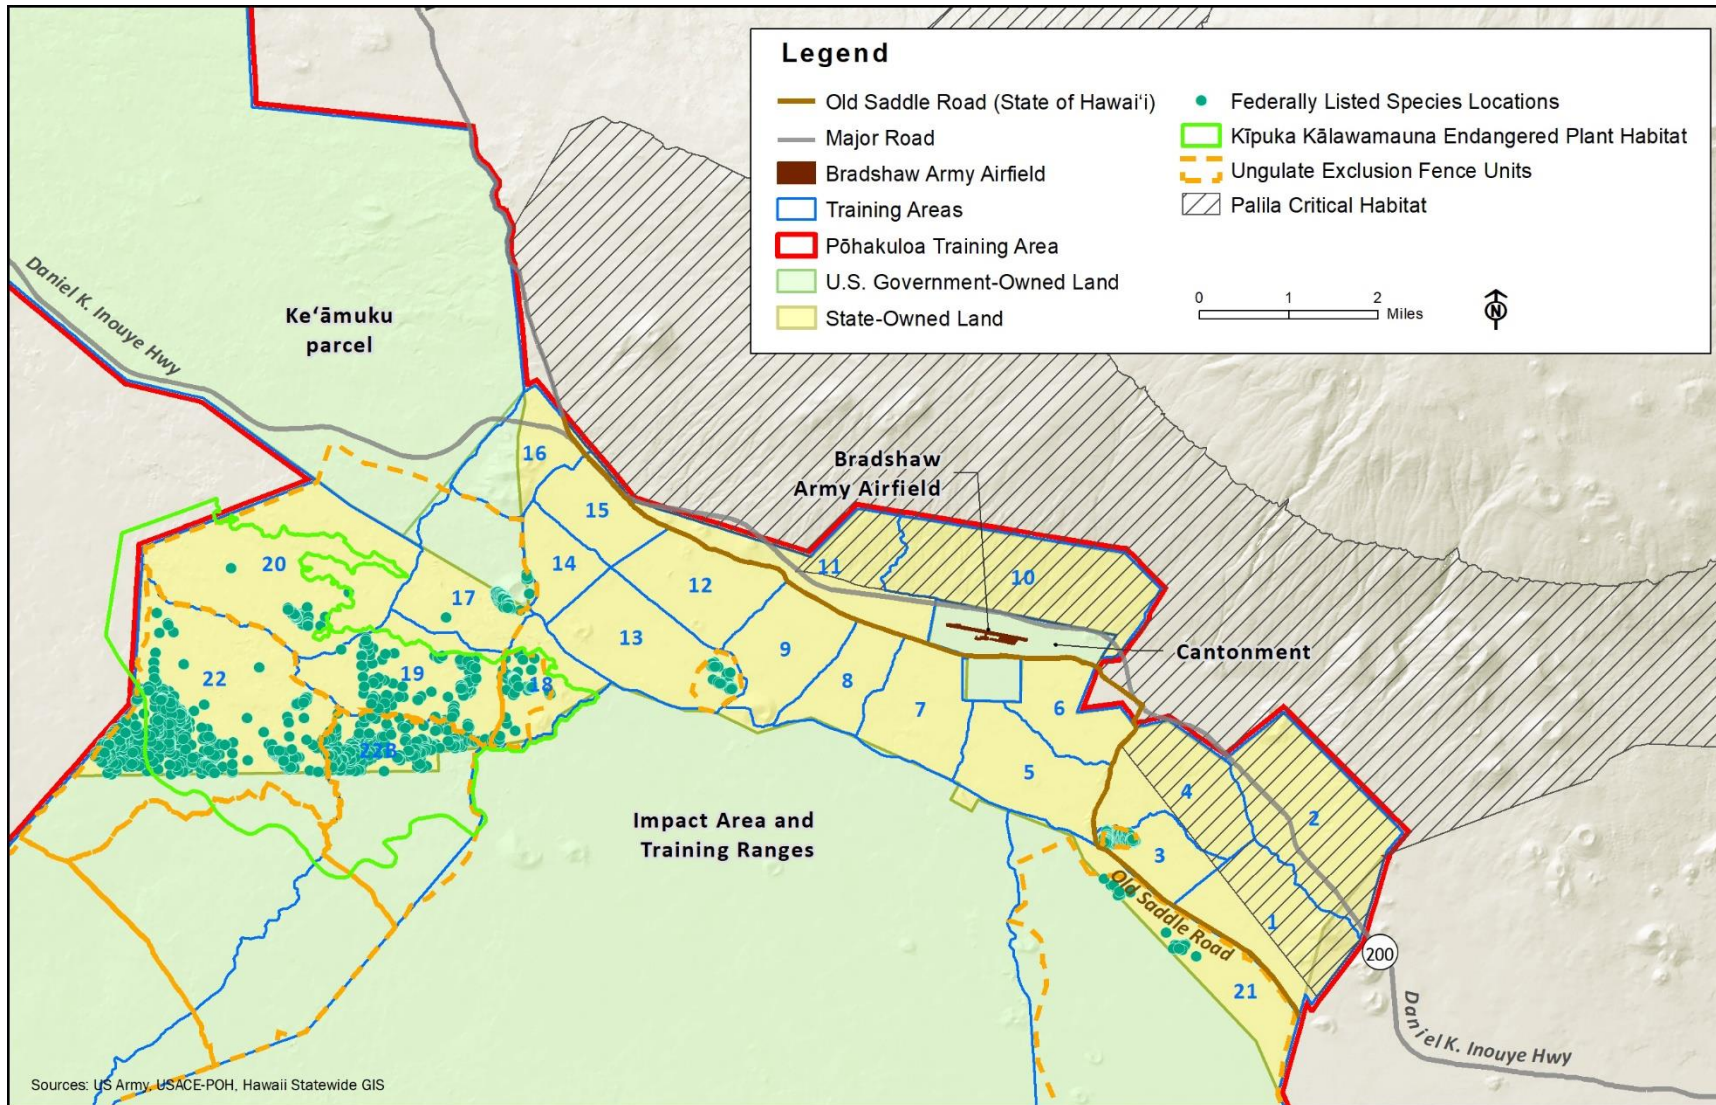 Legend
Old Saddle Road (State of Hawaiʻi)
Major Road
Bradshaw Army Airfield
Training Areas
Pōhakuloa Training Area
U.S. Government-Owned Land
State-Owned Land
Federally Listed Species Locations
Kīpuka Kālawamauna Endangered Plant Habitat
Ungulate Exclusion Fence Units
Palila Critical Habitat
0 1 2
Miles
N
Daniel K. Inouye Hwy
Keʻāmuku
parcel
Bradshaw
Army Airfield
16
15
20
14
17
12
11
10
13
9
Cantonment
22
19
18
8
7
6
22B
5
4
2
Impact Area and
Training Ranges
3
Old Saddle Road
1
200
21
Daniel K. Inouye Hwy
Sources: US Army, USACE-POH, Hawaii Statewide GIS